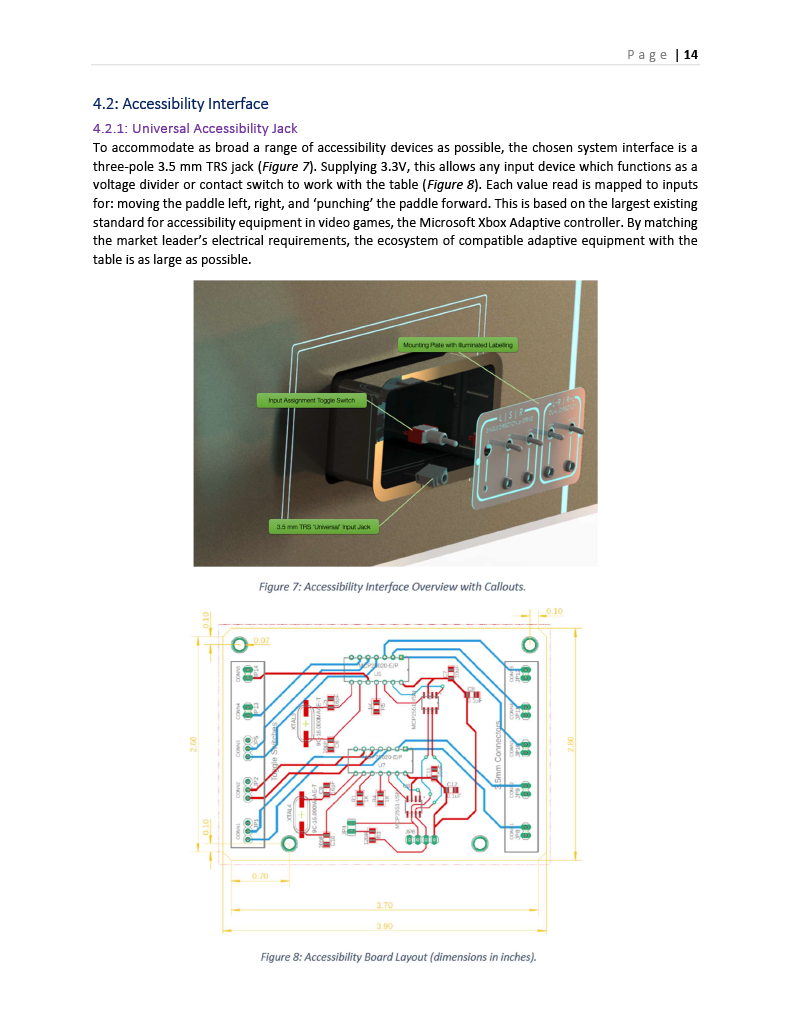 Page | 14
4.2: Accessibility Interface
4.2.1: Universal Accessibility Jack
To accommodate as broad a range of accessibility devices as possible, the chosen system interface is a
three-pole 3.5 mm TRS jack (Figure 7). Supplying 3.3V, this allows any input device which functions as a
voltage divider or contact switch to work with the table (Figure 8). Each value read is mapped to inputs
for: moving the paddle left, right, and ‘punching’ the paddle forward. This is based on the largest existing
standard for accessibility equipment in video games, the Microsoft Xbox Adaptive controller. By matching
the market leader’s electrical requirements, the ecosystem of compatible adaptive equipment with the
table is as large as possible.
Mounting Plate with Illuminated Labelling
Input Assignment Toggle Switch
3.5 mm TRS 'Universal' Input Jack
Figure 7: Accessibility Interface Overview with Callouts.
0.10
0.10
0.07
U1
Toggle Switches
3.5mm Connectors
U7
XTAL4
0.10
0.70
3.70
3.90
Figure 8: Accessibility Board Layout (dimensions in inches).